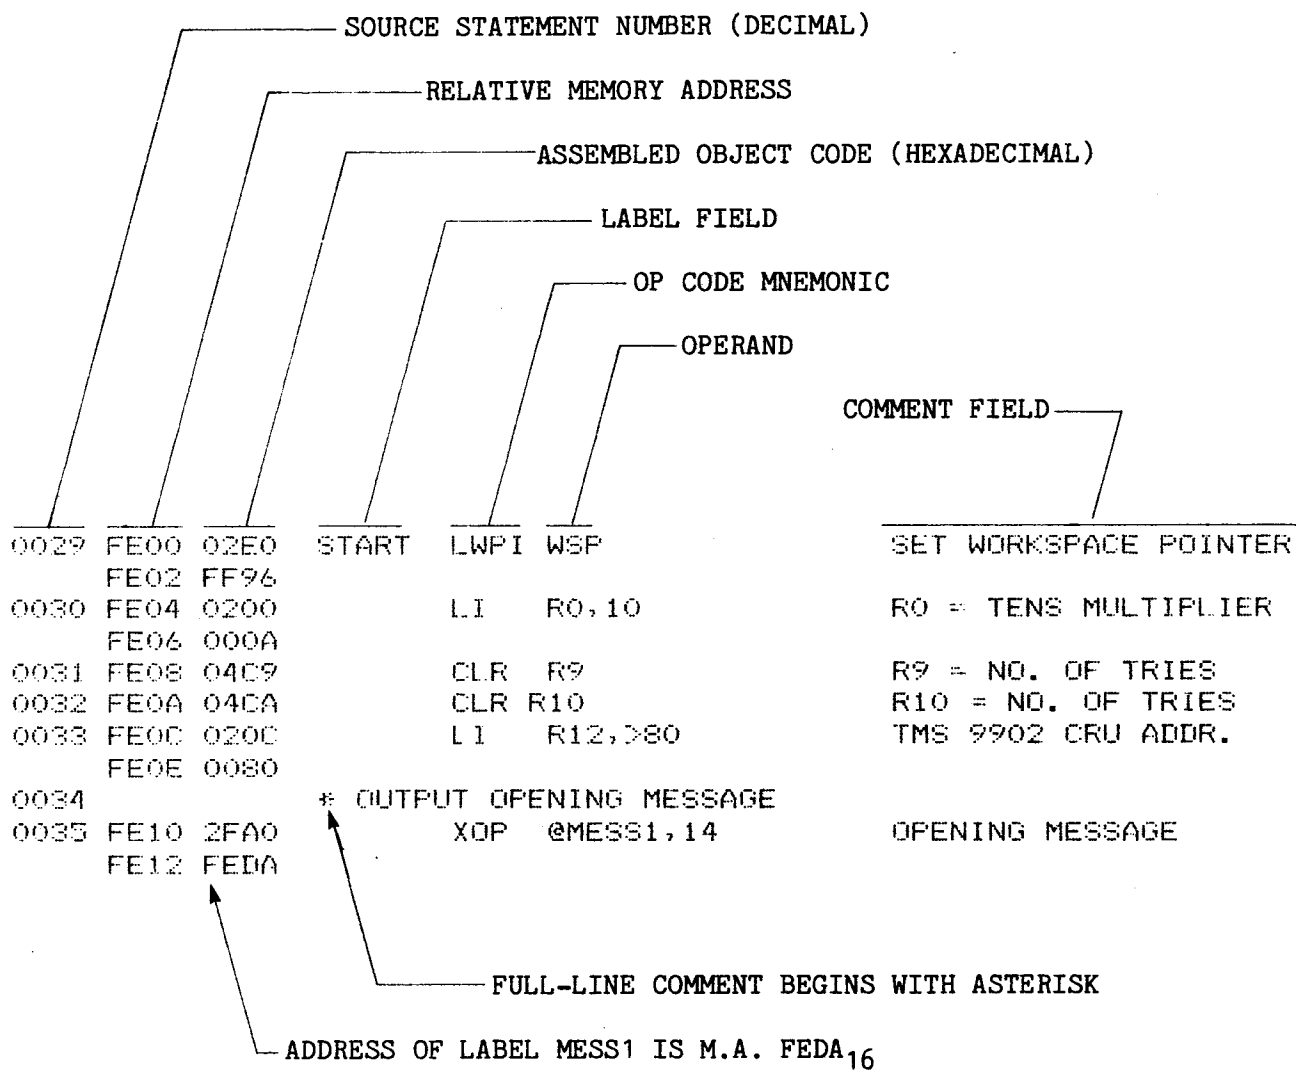 SOURCE STATEMENT NUMBER (DECIMAL)
RELATIVE MEMORY ADDRESS
ASSEMBLED OBJECT CODE (HEXADECIMAL)
LABEL FIELD
OP CODE MNEMONIC
OPERAND
COMMENT FIELD
0029 FE00 02E0 START LWPI WSP SET WORKSPACE POINTER
FE02 FF96
0030 FE04 0200 LI R0,10 R0 = TENS MULTIPLIER
FE06 000A
0031 FE08 04C9 CLR R9 R9 = NO. OF TRIES
0032 FE0A 04CA CLR R10 R10 = NO. OF TRIES
0033 FE0C 020C LI R12,>80 TMS 9902 CRU ADDR.
FE0E 0080
0034 * OUTPUT OPENING MESSAGE
0035 FE10 2FA0 XOP @MESS1,14 OPENING MESSAGE
FE12 FEDA
FULL-LINE COMMENT BEGINS WITH ASTERISK
ADDRESS OF LABEL MESS1 IS M.A. FEDA16